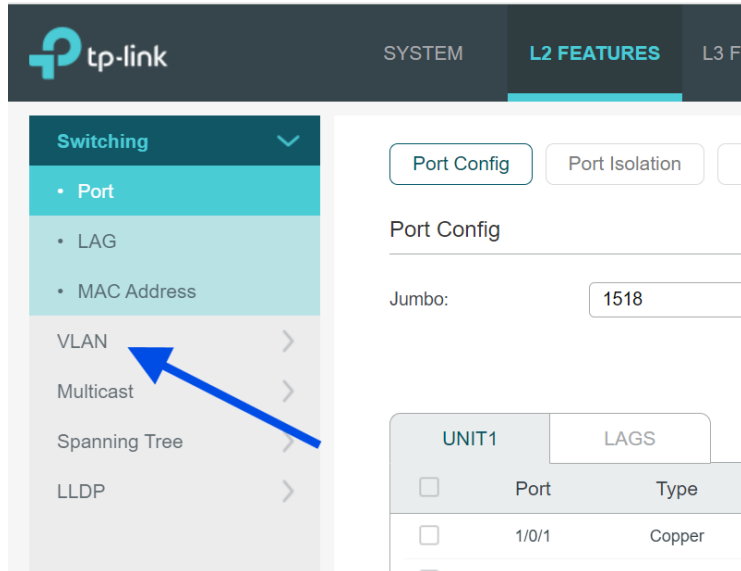 tp-link
SYSTEM
L2 FEATURES
L3 F
Switching
• Port
• LAG
• MAC Address
VLAN
Multicast
Spanning Tree
LLDP
Port Config
Port Isolation
Port Config
Jumbo:
1518
UNIT1
LAGS
Port
Type
1/0/1
Copper